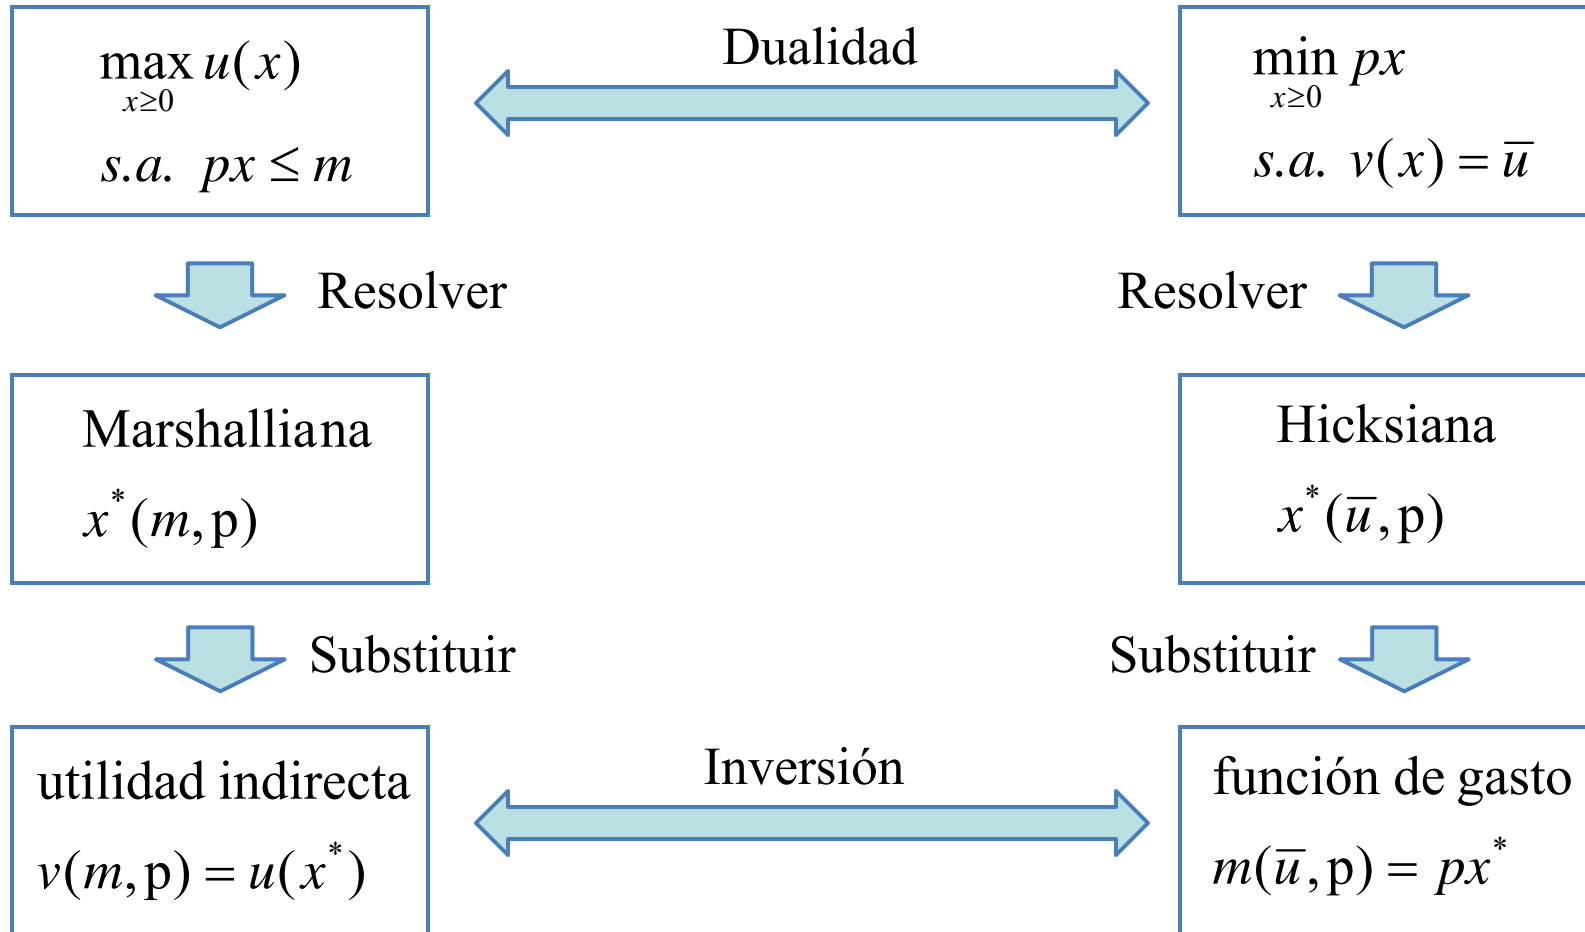 max u(x)
x≥0
s.a. px ≤ m
Dualidad
min px
x≥0
s.a. v(x) = u̅
Resolver
Resolver
Marshalliana
x*(m,p)
Hicksiana
x*(u̅,p)
Substituir
Substituir
utilidad indirecta
v(m,p) = u(x*)
Inversión
función de gasto
m(u̅,p) = px*